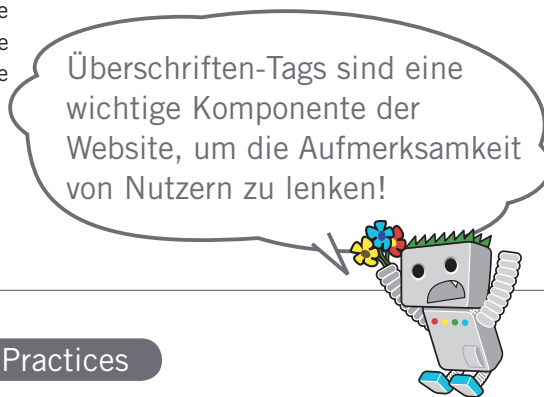 e
e
e
Überschriften-Tags sind eine
wichtige Komponente der
Website, um die Aufmerksamkeit
von Nutzern zu lenken!
Practices